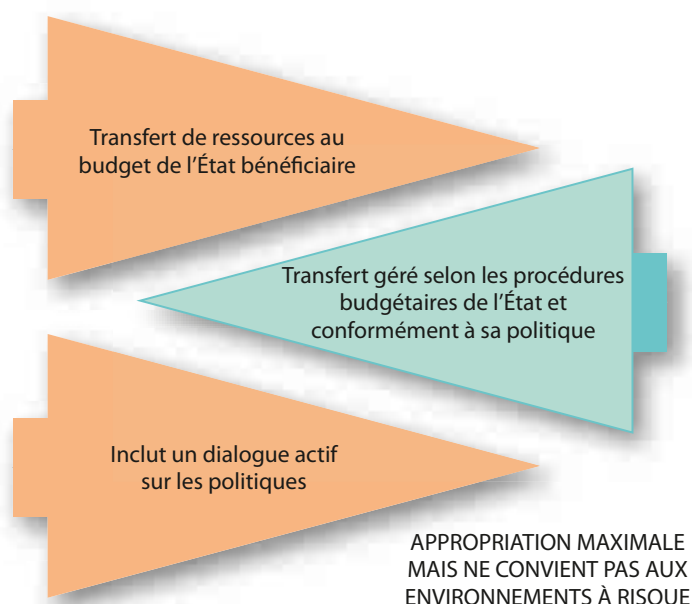 Transfert de ressources au
budget de l'État bénéficiaire
Transfert géré selon les procédures
budgétaires de l'État et
conformément à sa politique
Inclut un dialogue actif
sur les politiques
APPROPRIATION MAXIMALE
MAIS NE CONVIENT PAS AUX
ENVIRONNEMENTS À RISQUE